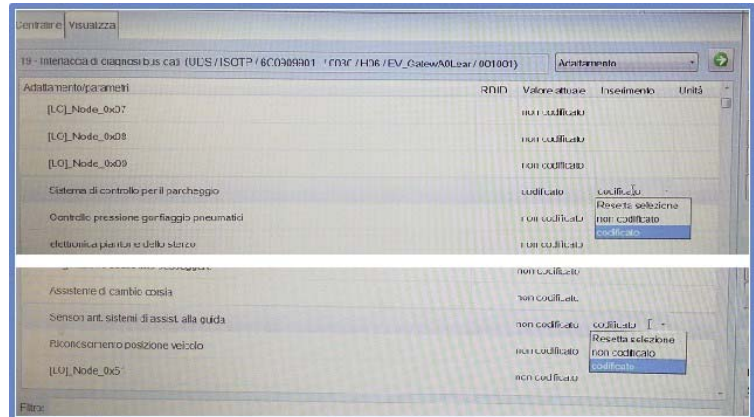 Centraline Visualizza
19 - Interfaccia di diagnosi bus dati (UDS / ISOTP / 6C0909901 / EV_GatewA0Lear / 001001) Adattamento
Adattamento/parametri RDID Valore attuale Inserimento Unità
[LO]_Node_0x07 non codificato
[LO]_Node_0x08 non codificato
[LO]_Node_0x09 non codificato
Sistema di controllo per il parcheggio codificato codificato
Resetta selezione
Controllo pressione gonfiaggio pneumatici non codificato non codificato
codificato
elettronica piantone dello sterzo non codificato
non codificato
Assistente di cambio corsia non codificato
Sensori ant. sistemi di assist. alla guida non codificato codificato
Resetta selezione
Riconoscimento posizione veicolo non codificato non codificato
codificato
[LO]_Node_0x5 non codificato
Filtro: